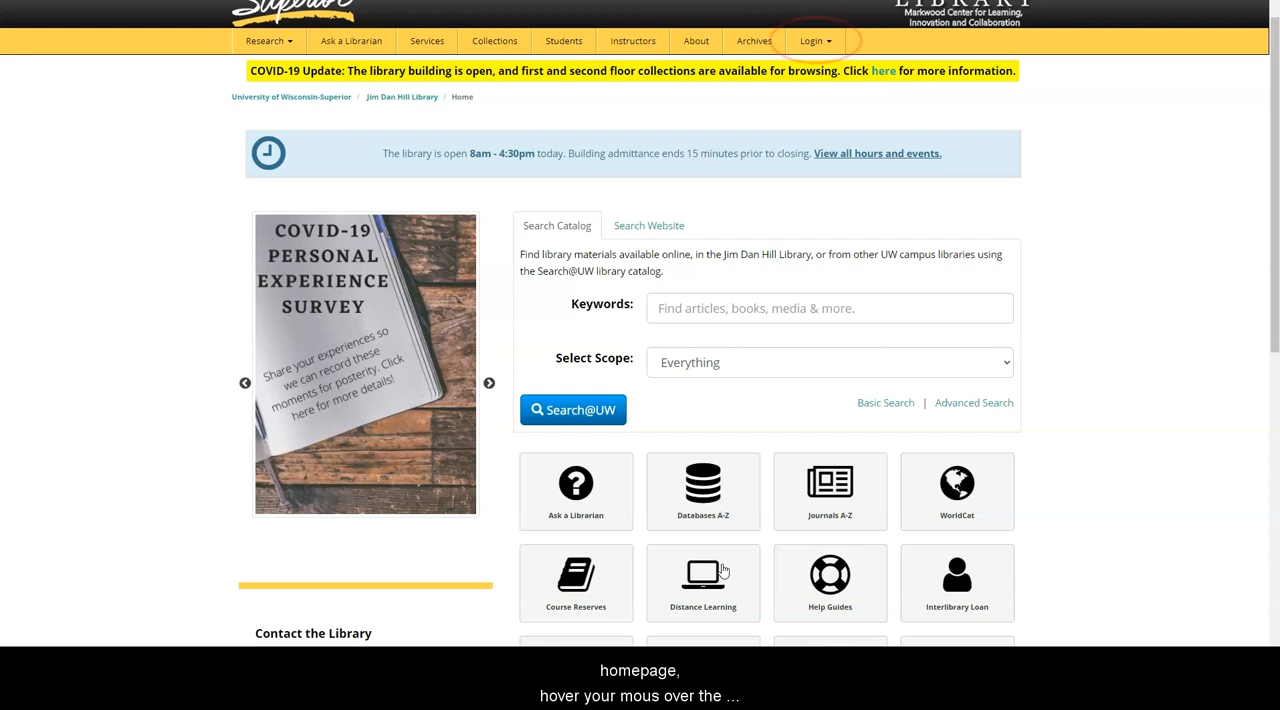 Superior
LIBRARY
Markwood Center for Learning,
Innovation and Collaboration
Research Ask a Librarian Services Collections Students Instructors About Archives Login
COVID-19 Update: The library building is open, and first and second floor collections are available for browsing. Click here for more information.
University of Wisconsin-Superior / Jim Dan Hill Library / Home
The library is open 8am - 4:30pm today. Building admittance ends 15 minutes prior to closing. View all hours and events.
COVID-19
PERSONAL
EXPERIENCE
SURVEY
Share your experiences so
we can record these
moments for posterity. Click
here for more details!
Search Catalog Search Website
Find library materials available online, in the Jim Dan Hill Library, or from other UW campus libraries using
the Search@UW library catalog.
Keywords: Find articles, books, media & more.
Select Scope: Everything
Search@UW Basic Search | Advanced Search
Ask a Librarian Databases A-Z Journals A-Z WorldCat
Course Reserves Distance Learning Help Guides Interlibrary Loan
Contact the Library
homepage,
hover your mous over the ...